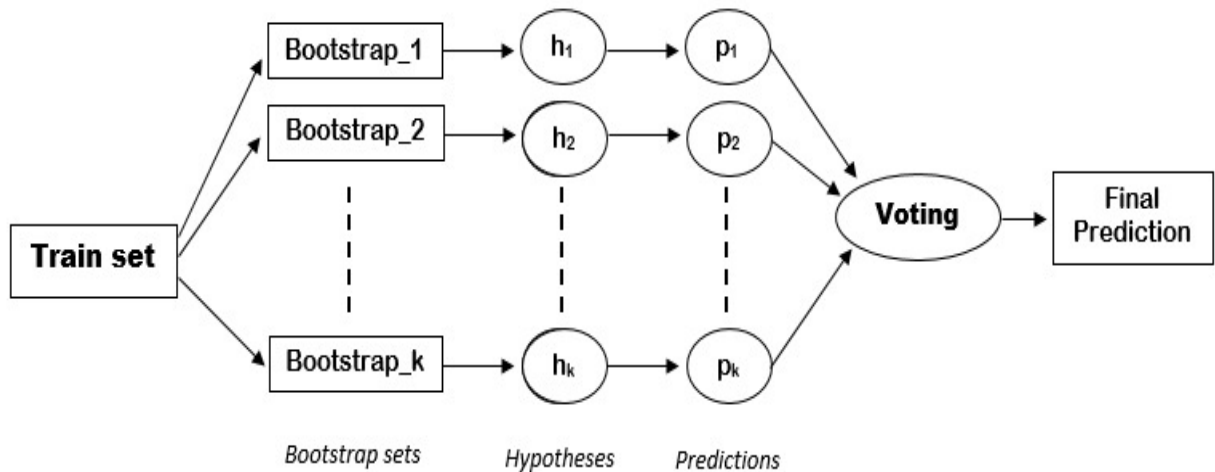 Bootstrap_1
h₁
p₁
Bootstrap_2
h₂
p₂
Train set
Voting
Final
Prediction
Bootstrap_k
hₖ
pₖ
Bootstrap sets
Hypotheses
Predictions